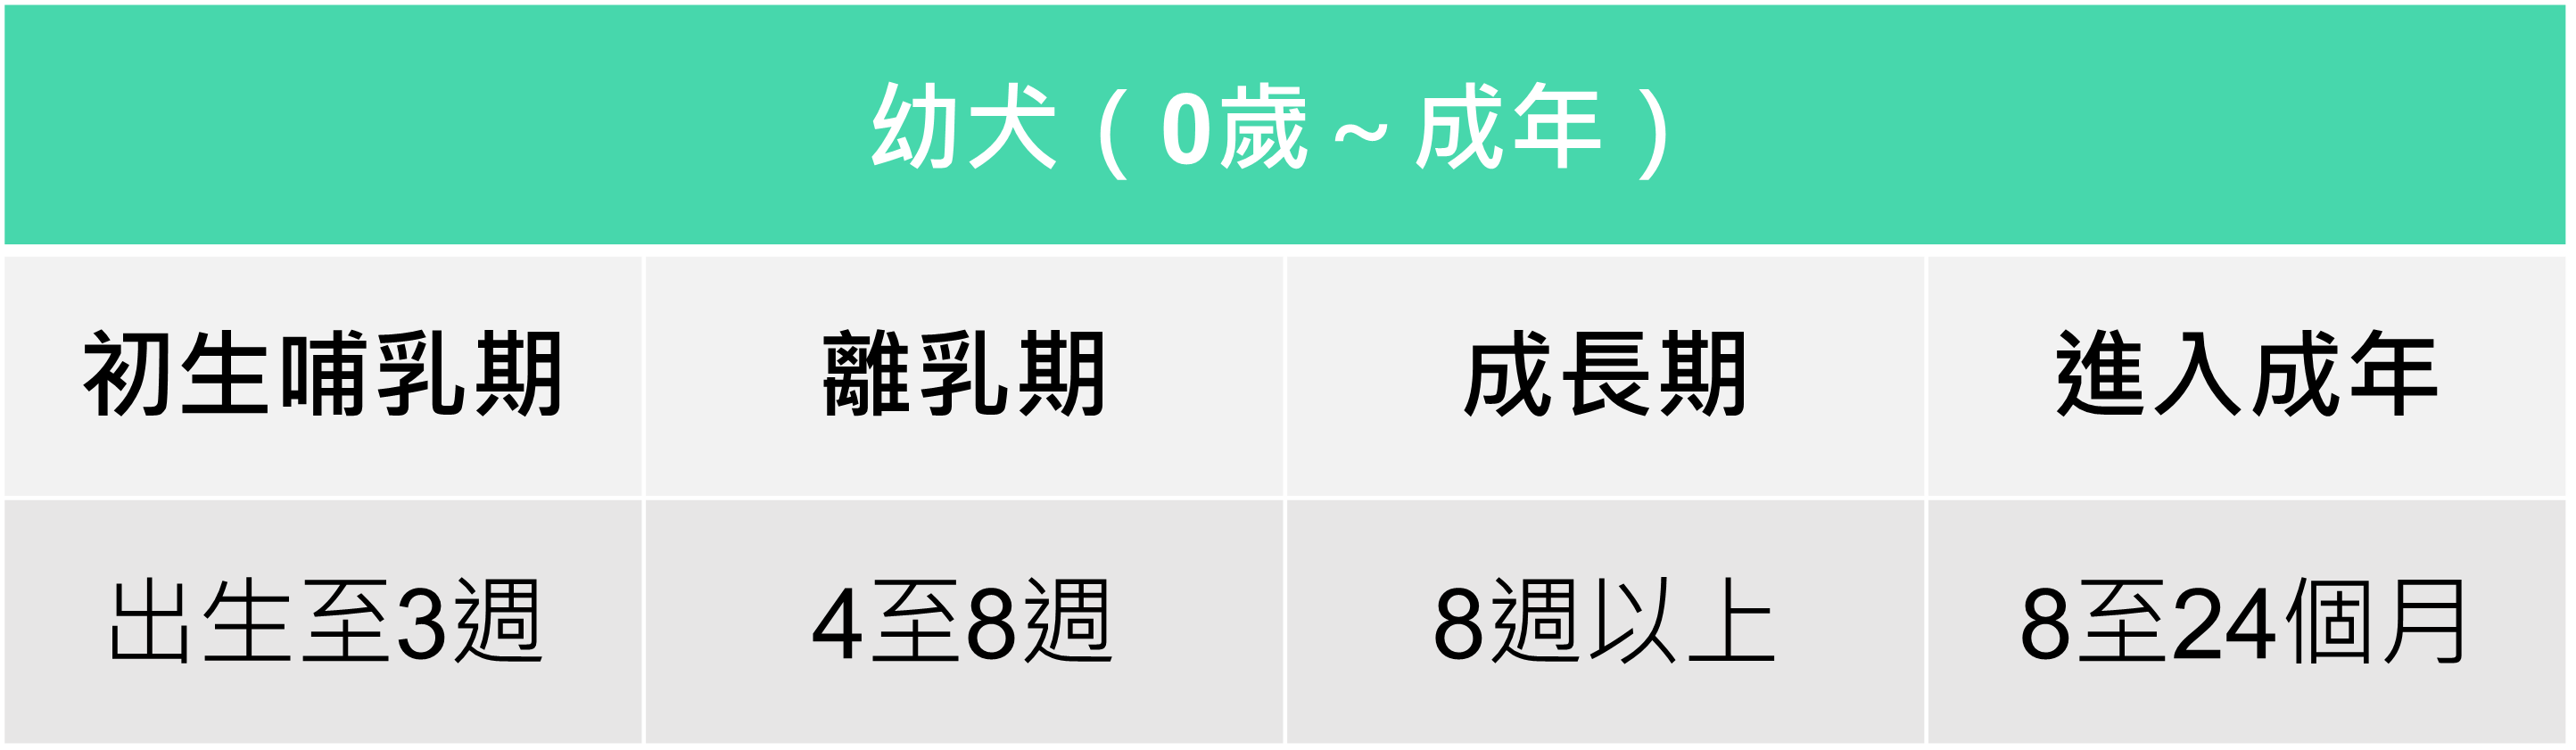 幼犬（0歲～成年）
初生哺乳期 離乳期 成長期 進入成年
出生至3週 4至8週 8週以上 8至24個月